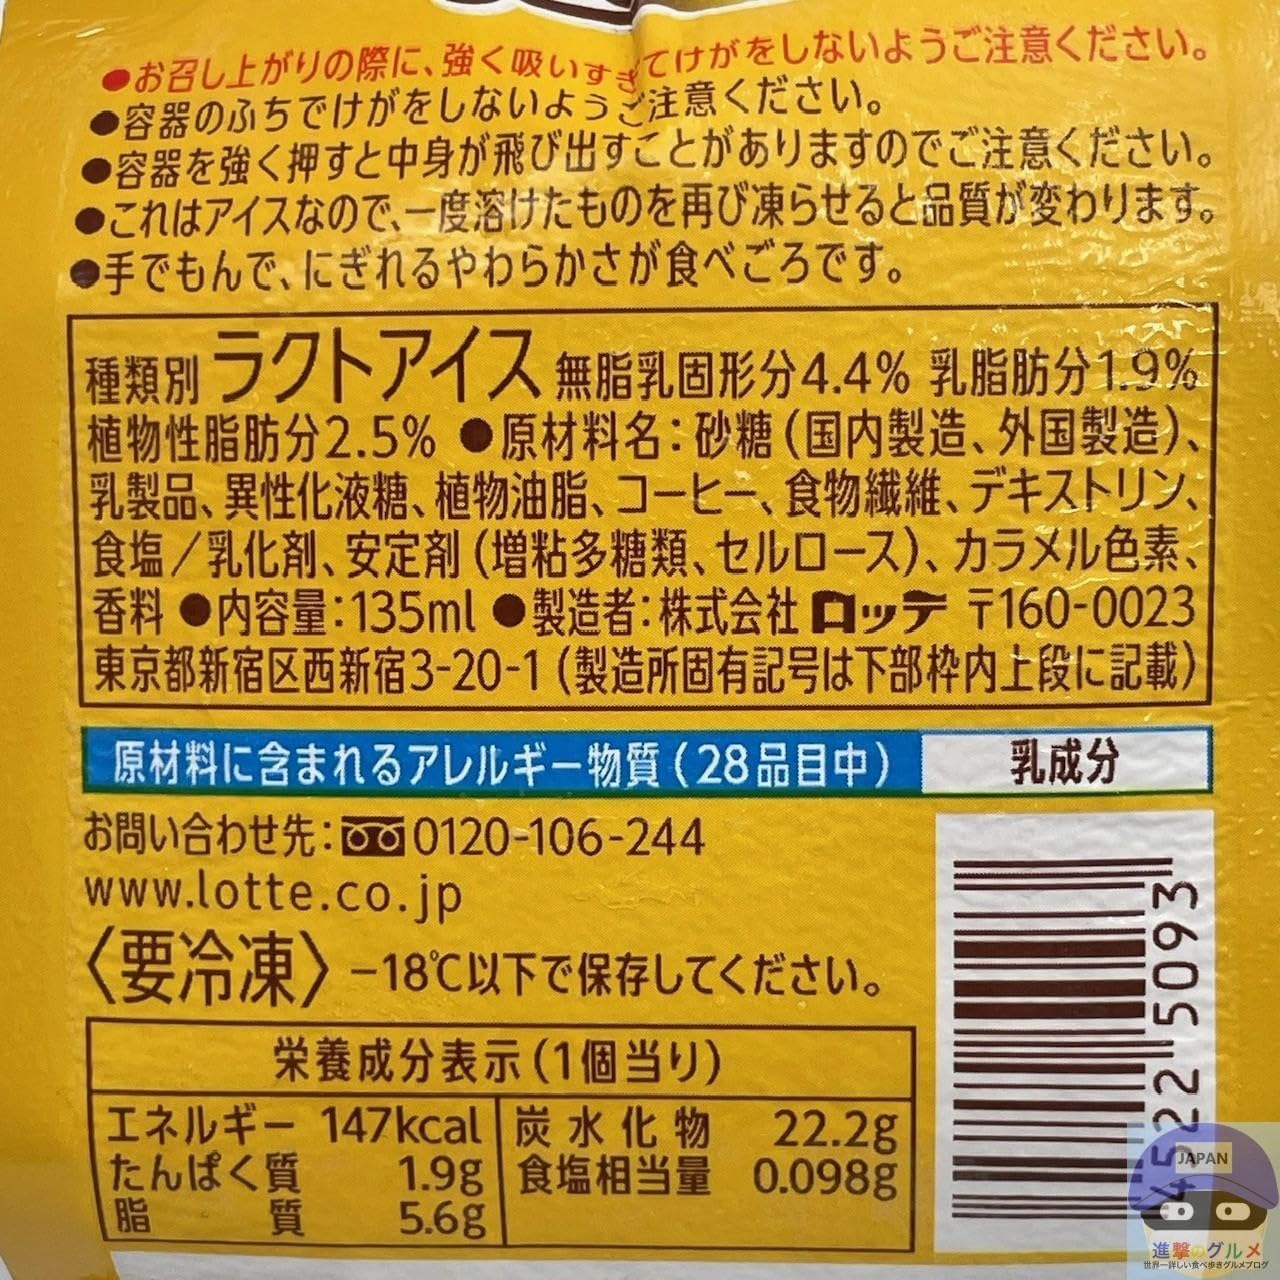 ●お召し上がりの際に、強く吸いすぎてけがをしないようご注意ください。
●容器のふちでけがをしないようご注意ください。
●容器を強く押すと中身が飛び出すことがありますのでご注意ください。
●これはアイスなので、一度溶けたものを再び凍らせると品質が変わります。
●手でもんで、にぎれるやわらかさが食べごろです。
種類別 ラクトアイス 無脂乳固形分4.4% 乳脂肪分1.9%
植物性脂肪分2.5% ●原材料名：砂糖（国内製造、外国製造）、
乳製品、異性化液糖、植物油脂、コーヒー、食物繊維、デキストリン、
食塩／乳化剤、安定剤（増粘多糖類、セルロース）、カラメル色素、
香料 ●内容量：135ml ●製造者：株式会社 ロッテ 〒160-0023
東京都新宿区西新宿3-20-1（製造所固有記号は下部枠内上段に記載）
原材料に含まれるアレルギー物質（28品目中） 乳成分
お問い合わせ先：0120-106-244
www.lotte.co.jp
〈要冷凍〉−18℃以下で保存してください。
栄養成分表示（1個当り）
エネルギー 147kcal 炭水化物 22.2g
たんぱく質 1.9g 食塩相当量 0.098g
脂質 5.6g
45215093
JAPAN
進撃のグルメ
世界一詳しい食べ歩きグルメブログ